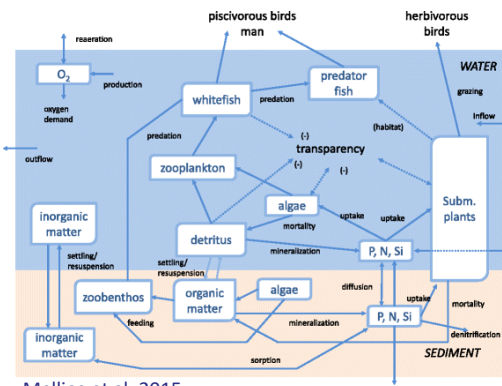 piscivorous birds
man
herbivorous
birds
reaeration
WATER
O2
production
predator
fish
grazing
whitefish
predation
oxygen
demand
Inflow
(-)
(habitat)
predation
transparency
outflow
(-)
(-)
zooplankton
Subm.
plants
algae
inorganic
matter
uptake
uptake
mortality
detritus
P, N, Si
mineralization
settling/
resuspension
settling/
resuspension
diffusion
algae
zoobenthos
organic
matter
uptake
mortality
P, N, Si
feeding
mineralization
denitrification
inorganic
matter
SEDIMENT
sorption